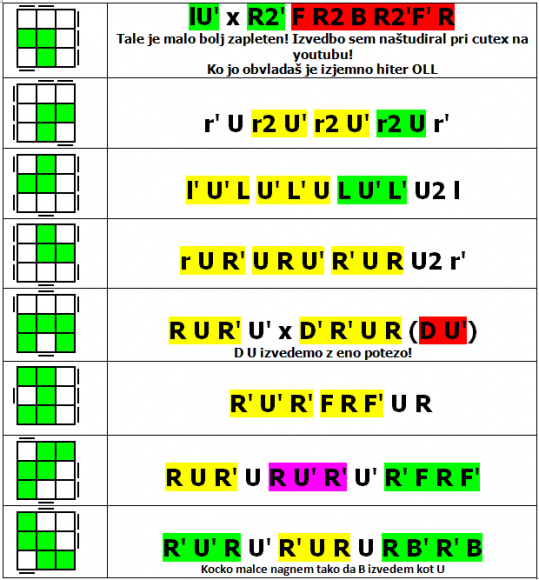 lU' x R2' F R2 B R2'F' R
Tale je malo bolj zapleten! Izvedbo sem naštudiral pri cutex na
youtubu!
Ko jo obvladaš je izjemno hiter OLL
r' U r2 U' r2 U' r2 U r'
l' U' L U' L' U L U' L' U2 l
r U R' U R U' R' U R U2 r'
R U R' U' x D' R' U R (D U')
D U izvedemo z eno potezo!
R' U' R' F R F' U R
R U R' U R U' R' U' R' F R F'
R' U' R U' R' U R U R B' R' B
Kocko malce nagnem tako da B izvedem kot U